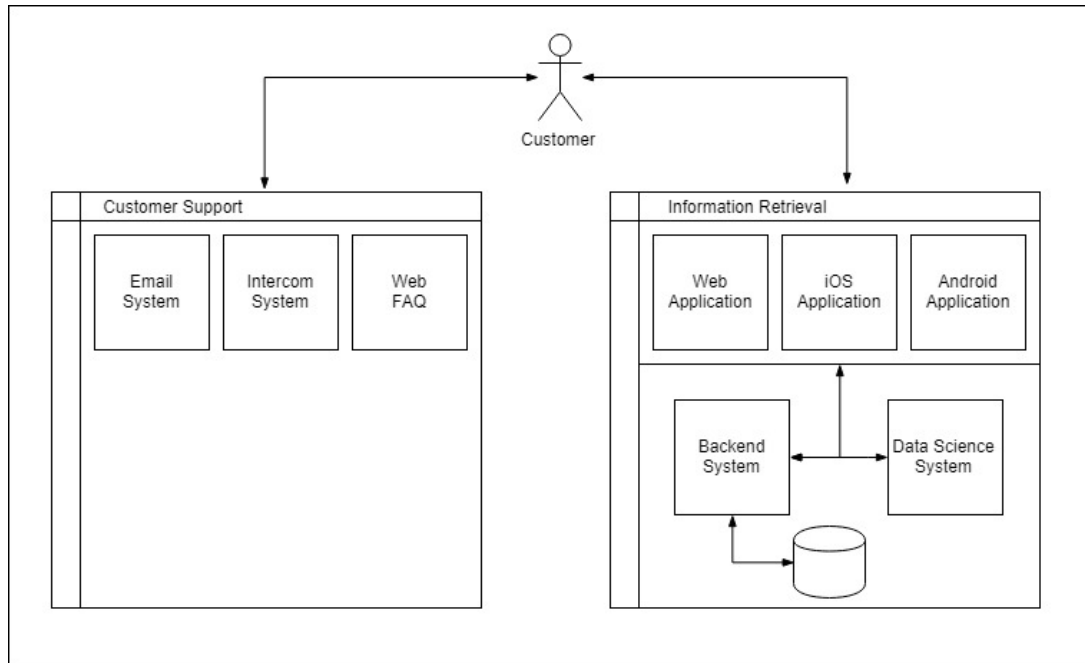 Customer
Customer Support
Email
System
Intercom
System
Web
FAQ
Information Retrieval
Web
Application
iOS
Application
Android
Application
Backend
System
Data Science
System